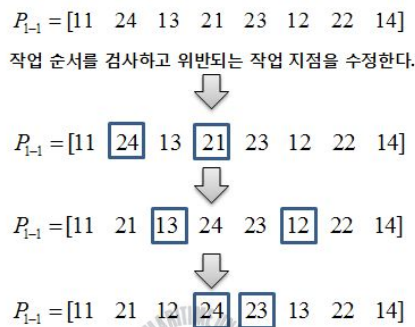 P₁₋₁ = [11 24 13 21 23 12 22 14]
작업 순서를 검사하고 위반되는 작업 지점을 수정한다.
P₁₋₁ = [11 24 13 21 23 12 22 14]
P₁₋₁ = [11 21 13 24 23 12 22 14]
P₁₋₁ = [11 21 12 24 23 13 22 14]